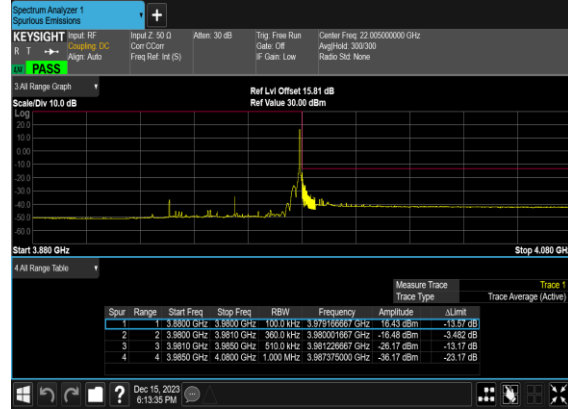 Spectrum Analyzer 1
Spurious Emissions
+
KEYSIGHT Input: RF Input Z: 50 Ω Atten: 30 dB Trig: Free Run Center Freq: 22.005000000 GHz
R T Coupling: DC Corr CCorr Gate: Off Avg|Hold: 300/300
Align: Auto Freq Ref: Int (S) IF Gain: Low Radio Std: None
PASS
3 All Range Graph
Ref Lvl Offset 15.81 dB
Scale/Div 10.0 dB Ref Value 30.00 dBm
Log
20.0
10.0
0.00
-10.0
-20.0
-30.0
-40.0
-50.0
-60.0
Start 3.880 GHz Stop 4.080 GHz
4 All Range Table
Measure Trace Trace 1
Trace Type Trace Average (Active)
Spur Range Start Freq Stop Freq RBW Frequency Amplitude ΔLimit
1 1 3.8800 GHz 3.9800 GHz 100.0 kHz 3.979166667 GHz 16.43 dBm -13.57 dB
2 2 3.9800 GHz 3.9810 GHz 360.0 kHz 3.980001667 GHz -16.48 dBm -3.482 dB
3 3 3.9810 GHz 3.9850 GHz 510.0 kHz 3.981226667 GHz -26.17 dBm -13.17 dB
4 4 3.9850 GHz 4.0800 GHz 1.000 MHz 3.987375000 GHz -36.17 dBm -23.17 dB
? Dec 15, 2023
6:13:35 PM